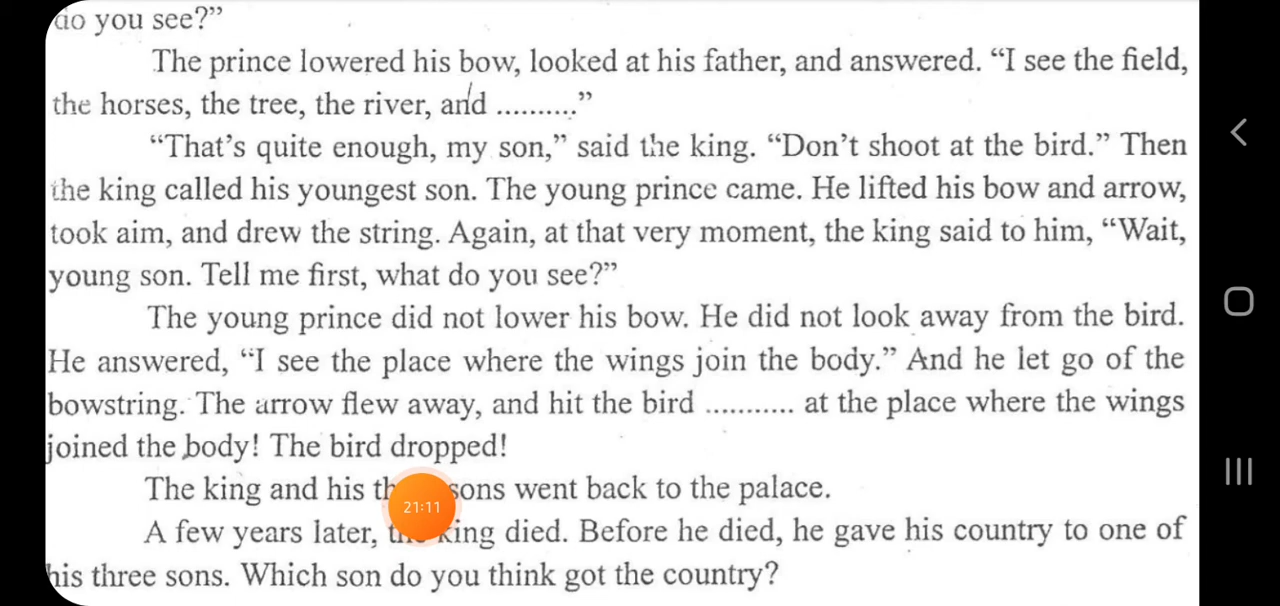 do you see?”
The prince lowered his bow, looked at his father, and answered. “I see the field,
the horses, the tree, the river, and ..........”
“That’s quite enough, my son,” said the king. “Don’t shoot at the bird.” Then
the king called his youngest son. The young prince came. He lifted his bow and arrow,
took aim, and drew the string. Again, at that very moment, the king said to him, “Wait,
young son. Tell me first, what do you see?”
The young prince did not lower his bow. He did not look away from the bird.
He answered, “I see the place where the wings join the body.” And he let go of the
bowstring. The arrow flew away, and hit the bird ........... at the place where the wings
joined the body! The bird dropped!
The king and his sons went back to the palace.
21:11
A few years later, king died. Before he died, he gave his country to one of
his three sons. Which son do you think got the country?